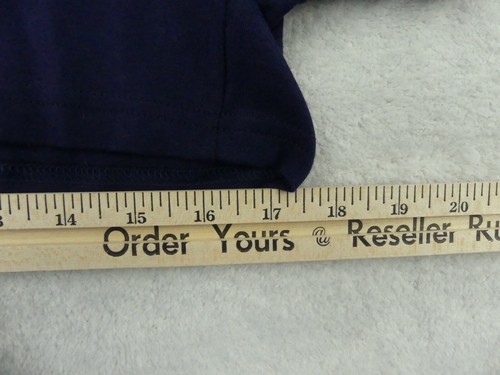 14 15 16 17 18 19 20
Order Yours @ Reseller Ru